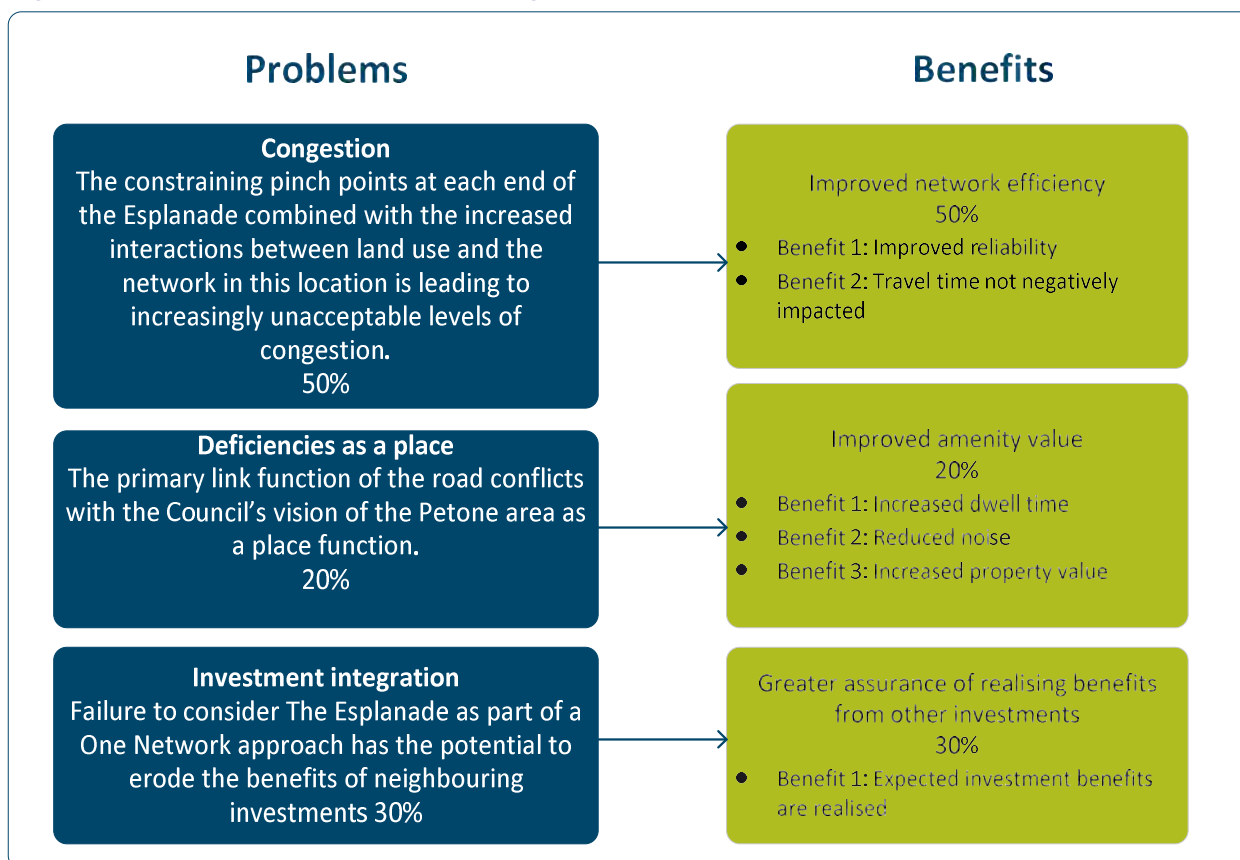 Problems
Benefits
Congestion
The constraining pinch points at each end of
the Esplanade combined with the increased
interactions between land use and the
network in this location is leading to
increasingly unacceptable levels of
congestion.
50%
Improved network efficiency
50%
• Benefit 1: Improved reliability
• Benefit 2: Travel time not negatively
impacted
Deficiencies as a place
The primary link function of the road conflicts
with the Council’s vision of the Petone area as
a place function.
20%
Improved amenity value
20%
• Benefit 1: Increased dwell time
• Benefit 2: Reduced noise
• Benefit 3: Increased property value
Investment integration
Failure to consider The Esplanade as part of a
One Network approach has the potential to
erode the benefits of neighbouring
investments 30%
Greater assurance of realising benefits
from other investments
30%
• Benefit 1: Expected investment benefits
are realised